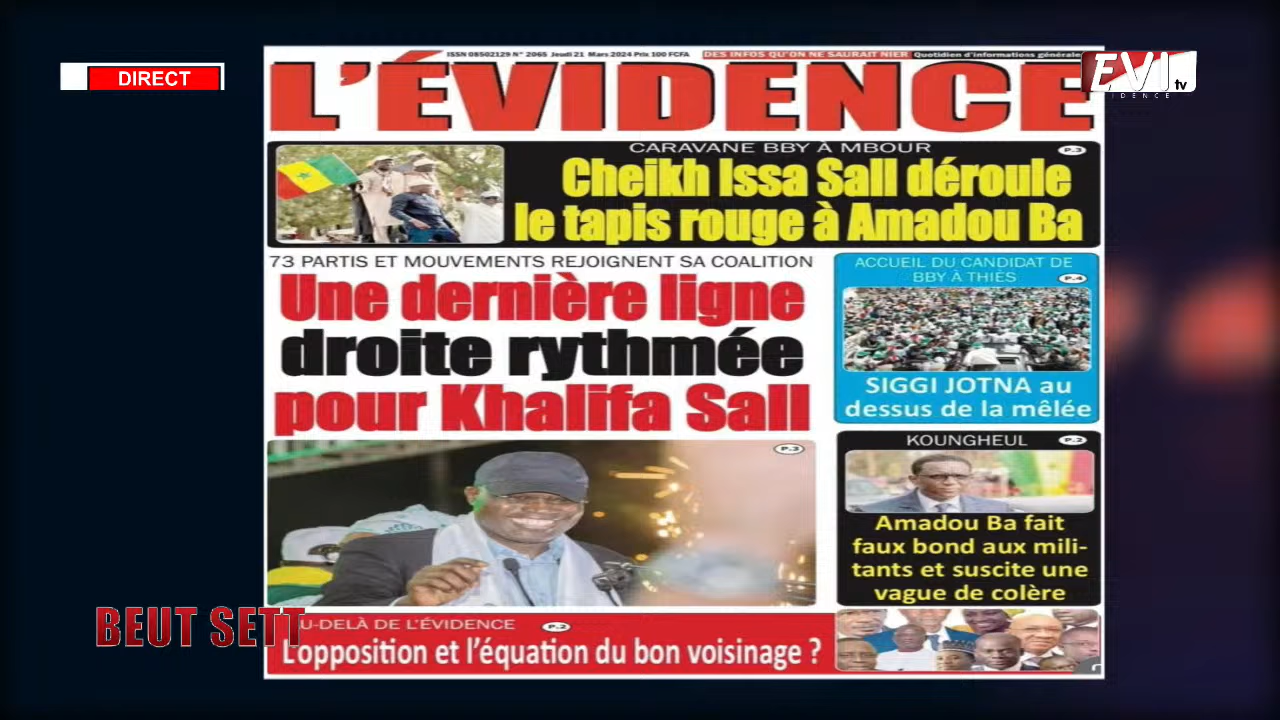 DIRECT
EVI tv
IDENCE
ISSN 08502129 N° 2065 Jeudi 21 Mars 2024 Prix 100 FCFA
DES INFOS QU'ON NE SAURAIT NIER
Quotidien d'informations générales
L'ÉVIDENCE
CARAVANE BBY À MBOUR
P.3
Cheikh Issa Sall déroule
le tapis rouge à Amadou Ba
73 PARTIS ET MOUVEMENTS REJOIGNENT SA COALITION
Une dernière ligne
droite rythmée
pour Khalifa Sall
P.3
ACCUEIL DU CANDIDAT DE
BBY À THIÈS
P.4
SIGGI JOTNA au
dessus de la mêlée
KOUNGHEUL
P.2
Amadou Ba fait
faux bond aux mili-
tants et suscite une
vague de colère
U-DELÀ DE L'ÉVIDENCE
P.2
L'opposition et l'équation du bon voisinage ?
BEUT SETT